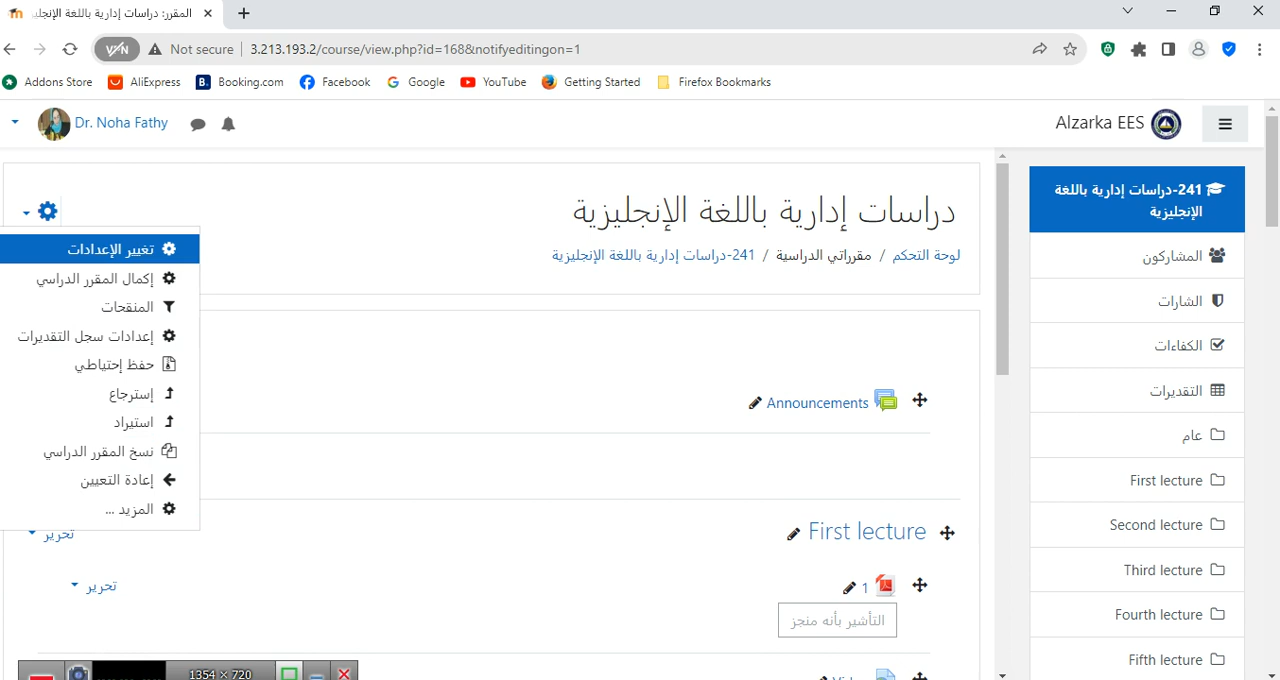 المقرر: دراسات إدارية باللغة الإنجليز
VPN
Not secure
3.213.193.2/course/view.php?id=168&notifyeditingon=1
Addons Store
AliExpress
B.
Booking.com
Facebook
Google
YouTube
Getting Started
Firefox Bookmarks
Dr. Noha Fathy
Alzarka EES
دراسات إدارية باللغة الإنجليزية
لوحة التحكم / مقرراتي الدراسية / 241-دراسات إدارية باللغة الإنجليزية
تغيير الإعدادات
إكمال المقرر الدراسي
المنقحات
إعدادات سجل التقديرات
حفظ إحتياطي
إسترجاع
استيراد
نسخ المقرر الدراسي
إعادة التعيين
المزيد ...
Announcements
تحرير
First lecture
تحرير
1
التأشير بأنه منجز
241-دراسات إدارية باللغة
الإنجليزية
المشاركون
الشارات
الكفاءات
التقديرات
عام
First lecture
Second lecture
Third lecture
Fourth lecture
Fifth lecture
1354 × 720